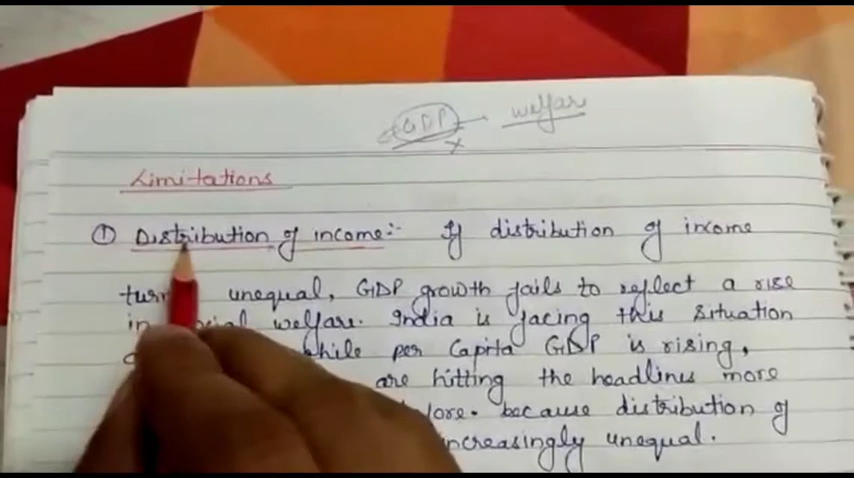 GDP welfare
Limitations
① Distribution of income:- If distribution of income
turn unequal, GDP growth fails to reflect a rise
in social welfare. India is facing this situation
while per Capita GDP is rising,
are hitting the headlines more
because distribution of
increasingly unequal.